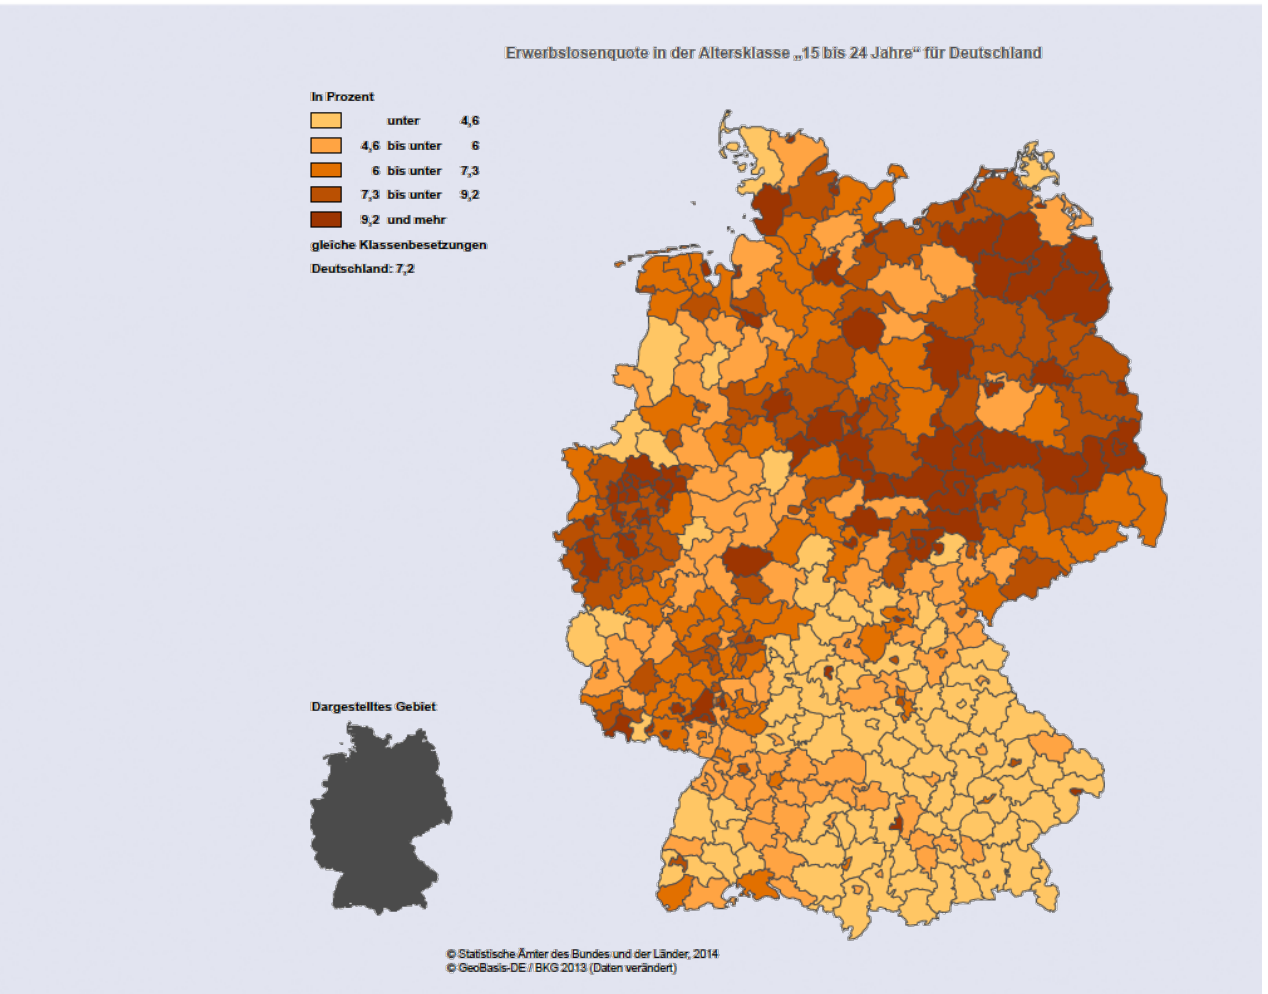 Erwerbslosenquote in der Altersklasse „15 bis 24 Jahre“ für Deutschland
In Prozent
unter 4,6
4,6 bis unter 6
6 bis unter 7,3
7,3 bis unter 9,2
9,2 und mehr
gleiche Klassenbesetzungen
Deutschland: 7,2
Dargestelltes Gebiet
© Statistische Ämter des Bundes und der Länder, 2014
© GeoBasis-DE / BKG 2013 (Daten verändert)